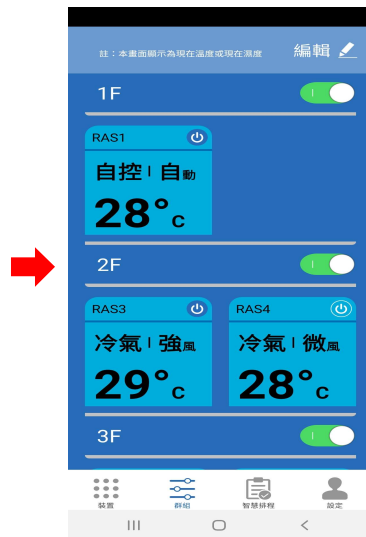 註：本畫面顯示為現在溫度或現在濕度 編輯
1F
RAS1
自控 | 自動
28°C
2F
RAS3 RAS4
冷氣 | 強風 冷氣 | 微風
29°C 28°C
3F
裝置 群組 智慧排程 設定